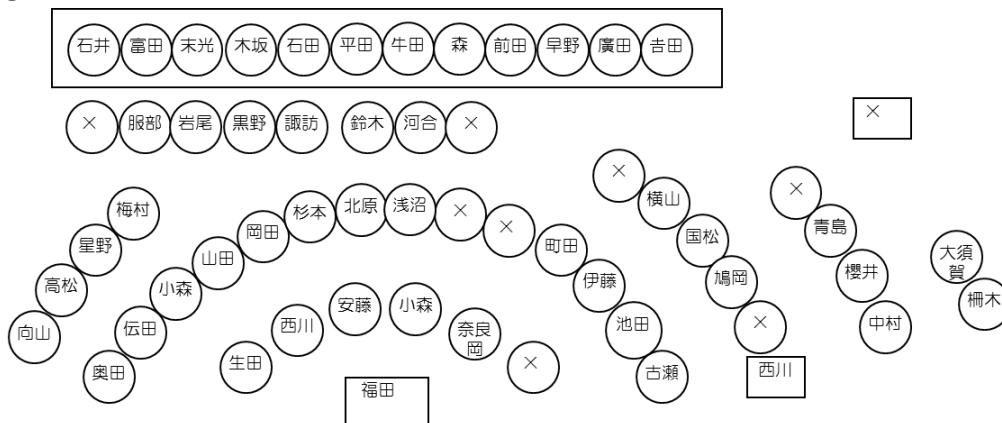 石井 富田 末光 木坂 石田 平田 牛田 森 前田 早野 廣田 吉田
× 服部 岩尾 黒野 諏訪 鈴木 河合 ×
×
梅村
星野
高松
向山
奥田
伝田
小森
山田
岡田
杉本
北原
浅沼
×
×
町田
伊藤
池田
古瀬
生田
西川
安藤
小森
奈良
岡
×
福田
×
横山
国松
鳩岡
×
西川
×
青島
櫻井
中村
大須
賀
柵木